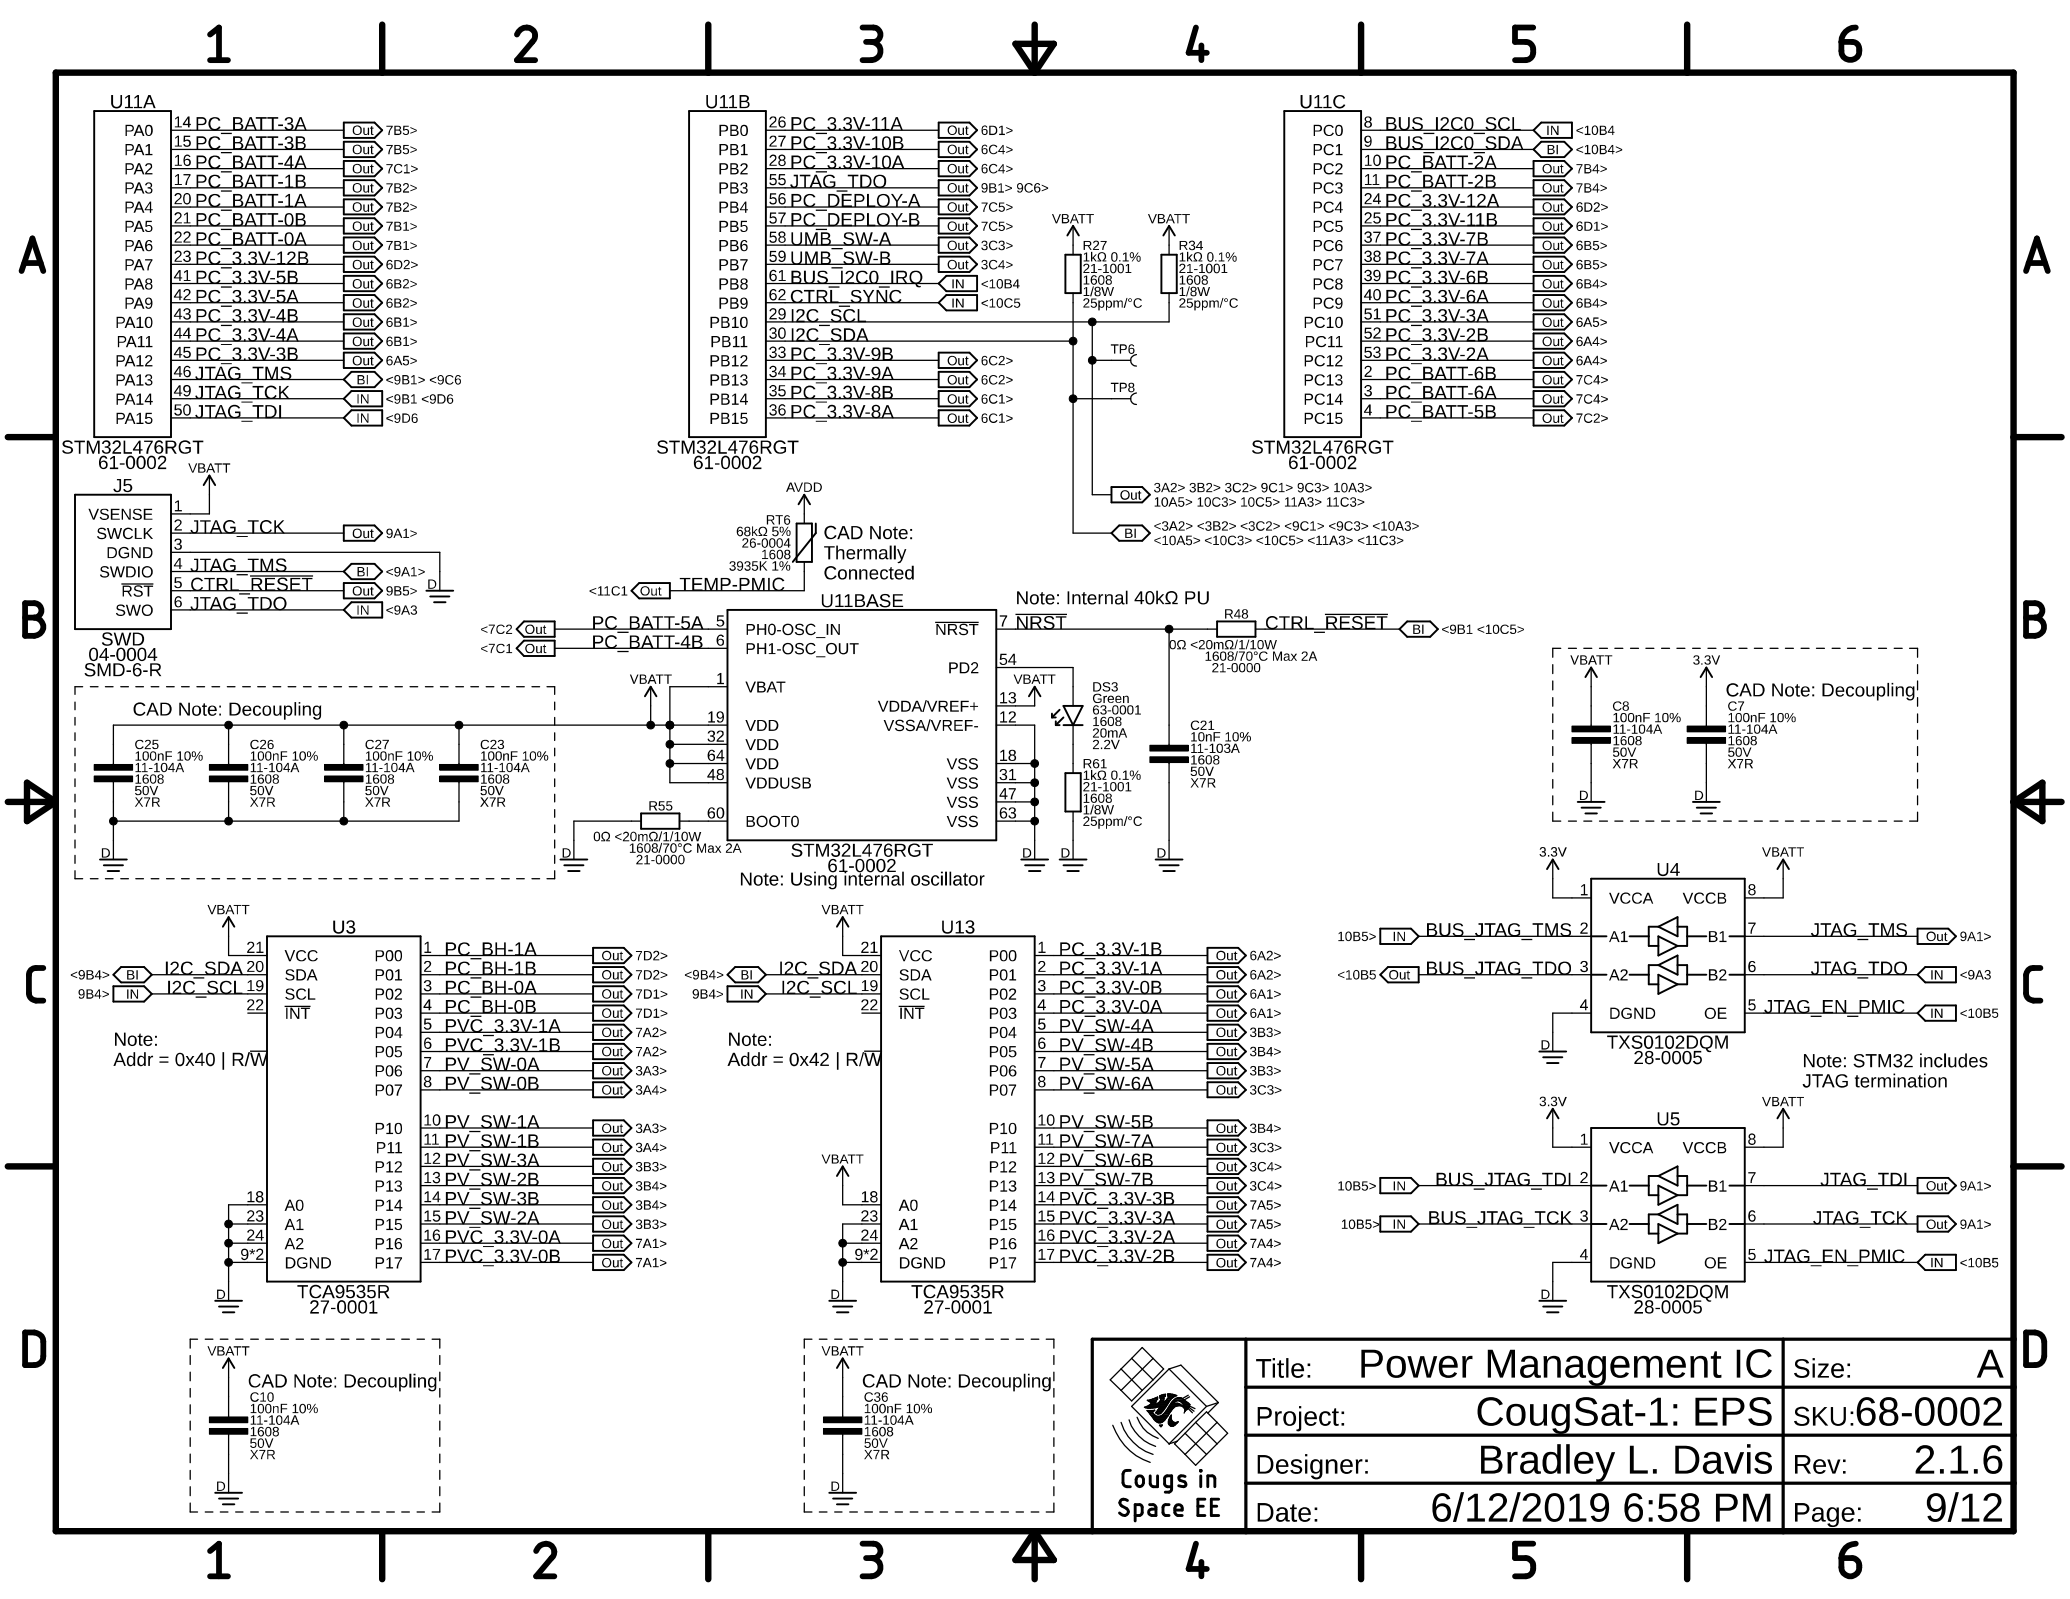 1 2 3 4 5 6
A
B
C
D
U11A
PA0 14 PC_BATT-3A Out 7B5>
PA1 15 PC_BATT-3B Out 7B5>
PA2 16 PC_BATT-4A Out 7C1>
PA3 17 PC_BATT-1B Out 7B2>
PA4 20 PC_BATT-1A Out 7B2>
PA5 21 PC_BATT-0B Out 7B1>
PA6 22 PC_BATT-0A Out 7B1>
PA7 23 PC_3.3V-12B Out 6D2>
PA8 41 PC_3.3V-5B Out 6B2>
PA9 42 PC_3.3V-5A Out 6B2>
PA10 43 PC_3.3V-4B Out 6B1>
PA11 44 PC_3.3V-4A Out 6B1>
PA12 45 PC_3.3V-3B Out 6A5>
PA13 46 JTAG_TMS BI <9B1> <9C6
PA14 49 JTAG_TCK IN <9B1 <9D6
PA15 50 JTAG_TDI IN <9D6
STM32L476RGT
61-0002
U11B
PB0 26 PC_3.3V-11A Out 6D1>
PB1 27 PC_3.3V-10B Out 6C4>
PB2 28 PC_3.3V-10A Out 6C4>
PB3 55 JTAG_TDO Out 9B1> 9C6>
PB4 56 PC_DEPLOY-A Out 7C5>
PB5 57 PC_DEPLOY-B Out 7C5>
PB6 58 UMB_SW-A Out 3C3>
PB7 59 UMB_SW-B Out 3C4>
PB8 61 BUS_I2C0_IRQ IN <10B4
PB9 62 CTRL_SYNC IN <10C5
PB10 29 I2C_SCL
PB11 30 I2C_SDA
PB12 33 PC_3.3V-9B Out 6C2>
PB13 34 PC_3.3V-9A Out 6C2>
PB14 35 PC_3.3V-8B Out 6C1>
PB15 36 PC_3.3V-8A Out 6C1>
STM32L476RGT
61-0002
VBATT
R27
1kΩ 0.1%
21-1001
1608
1/8W
25ppm/°C
VBATT
R34
1kΩ 0.1%
21-1001
1608
1/8W
25ppm/°C
TP6
TP8
Out 3A2> 3B2> 3C2> 9C1> 9C3> 10A3>
10A5> 10C3> 10C5> 11A3> 11C3>
BI <3A2> <3B2> <3C2> <9C1> <9C3> <10A3>
<10A5> <10C3> <10C5> <11A3> <11C3>
U11C
PC0 8 BUS_I2C0_SCL IN <10B4
PC1 9 BUS_I2C0_SDA BI <10B4>
PC2 10 PC_BATT-2A Out 7B4>
PC3 11 PC_BATT-2B Out 7B4>
PC4 24 PC_3.3V-12A Out 6D2>
PC5 25 PC_3.3V-11B Out 6D1>
PC6 37 PC_3.3V-7B Out 6B5>
PC7 38 PC_3.3V-7A Out 6B5>
PC8 39 PC_3.3V-6B Out 6B4>
PC9 40 PC_3.3V-6A Out 6B4>
PC10 51 PC_3.3V-3A Out 6A5>
PC11 52 PC_3.3V-2B Out 6A4>
PC12 53 PC_3.3V-2A Out 6A4>
PC13 2 PC_BATT-6B Out 7C4>
PC14 3 PC_BATT-6A Out 7C4>
PC15 4 PC_BATT-5B Out 7C2>
STM32L476RGT
61-0002
J5
VBATT
VSENSE 1
SWCLK 2 JTAG_TCK Out 9A1>
DGND 3
SWDIO 4 JTAG_TMS BI <9A1>
RST 5 CTRL_RESET Out 9B5>
SWO 6 JTAG_TDO IN <9A3
D
SWD
04-0004
SMD-6-R
AVDD
RT6
68kΩ 5%
26-0004
1608
3935K 1%
CAD Note:
Thermally
Connected
<11C1 Out TEMP-PMIC
U11BASE
<7C2 Out PC_BATT-5A 5 PH0-OSC_IN
<7C1 Out PC_BATT-4B 6 PH1-OSC_OUT
VBATT
1 VBAT
19 VDD
32 VDD
64 VDD
48 VDDUSB
60 BOOT0
Note: Internal 40kΩ PU
NRST 7 NRST
PD2 54
VDDA/VREF+ 13 VBATT
VSSA/VREF- 12
VSS 18
VSS 31
VSS 47
VSS 63
D
STM32L476RGT
61-0002
Note: Using internal oscillator
R55
0Ω <20mΩ/1/10W
1608/70°C Max 2A
21-0000
D
R48
0Ω <20mΩ/1/10W
1608/70°C Max 2A
21-0000
CTRL_RESET BI <9B1 <10C5>
DS3
Green
63-0001
1608
20mA
2.2V
R61
1kΩ 0.1%
21-1001
1608
1/8W
25ppm/°C
D
C21
10nF 10%
11-103A
1608
50V
X7R
D
CAD Note: Decoupling
C25
100nF 10%
11-104A
1608
50V
X7R
C26
100nF 10%
11-104A
1608
50V
X7R
C27
100nF 10%
11-104A
1608
50V
X7R
C23
100nF 10%
11-104A
1608
50V
X7R
D
VBATT
C8
100nF 10%
11-104A
1608
50V
X7R
D
3.3V
CAD Note: Decoupling
C7
100nF 10%
11-104A
1608
50V
X7R
D
U3
VBATT
21 VCC
<9B4> BI I2C_SDA 20 SDA
9B4> IN I2C_SCL 19 SCL
22 INT
Note:
Addr = 0x40 | R/W
18 A0
23 A1
24 A2
9*2 DGND
D
P00 1 PC_BH-1A Out 7D2>
P01 2 PC_BH-1B Out 7D2>
P02 3 PC_BH-0A Out 7D1>
P03 4 PC_BH-0B Out 7D1>
P04 5 PVC_3.3V-1A Out 7A2>
P05 6 PVC_3.3V-1B Out 7A2>
P06 7 PV_SW-0A Out 3A3>
P07 8 PV_SW-0B Out 3A4>
P10 10 PV_SW-1A Out 3A3>
P11 11 PV_SW-1B Out 3A4>
P12 12 PV_SW-3A Out 3B3>
P13 13 PV_SW-2B Out 3B4>
P14 14 PV_SW-3B Out 3B4>
P15 15 PV_SW-2A Out 3B3>
P16 16 PVC_3.3V-0A Out 7A1>
P17 17 PVC_3.3V-0B Out 7A1>
TCA9535R
27-0001
U13
VBATT
21 VCC
<9B4> BI I2C_SDA 20 SDA
9B4> IN I2C_SCL 19 SCL
22 INT
Note:
Addr = 0x42 | R/W
VBATT
18 A0
23 A1
24 A2
9*2 DGND
D
P00 1 PC_3.3V-1B Out 6A2>
P01 2 PC_3.3V-1A Out 6A2>
P02 3 PC_3.3V-0B Out 6A1>
P03 4 PC_3.3V-0A Out 6A1>
P04 5 PV_SW-4A Out 3B3>
P05 6 PV_SW-4B Out 3B4>
P06 7 PV_SW-5A Out 3B3>
P07 8 PV_SW-6A Out 3C3>
P10 10 PV_SW-5B Out 3B4>
P11 11 PV_SW-7A Out 3C3>
P12 12 PV_SW-6B Out 3C4>
P13 13 PV_SW-7B Out 3C4>
P14 14 PVC_3.3V-3B Out 7A5>
P15 15 PVC_3.3V-3A Out 7A5>
P16 16 PVC_3.3V-2A Out 7A4>
P17 17 PVC_3.3V-2B Out 7A4>
TCA9535R
27-0001
3.3V U4 VBATT
1 VCCA VCCB 8
10B5> IN BUS_JTAG_TMS 2 A1 B1 7 JTAG_TMS Out 9A1>
<10B5 Out BUS_JTAG_TDO 3 A2 B2 6 JTAG_TDO IN <9A3
4 DGND OE 5 JTAG_EN_PMIC IN <10B5
D
TXS0102DQM
28-0005
Note: STM32 includes
JTAG termination
3.3V U5 VBATT
1 VCCA VCCB 8
10B5> IN BUS_JTAG_TDI 2 A1 B1 7 JTAG_TDI Out 9A1>
10B5> IN BUS_JTAG_TCK 3 A2 B2 6 JTAG_TCK Out 9A1>
4 DGND OE 5 JTAG_EN_PMIC IN <10B5
D
TXS0102DQM
28-0005
VBATT
CAD Note: Decoupling
C10
100nF 10%
11-104A
1608
50V
X7R
D
VBATT
CAD Note: Decoupling
C36
100nF 10%
11-104A
1608
50V
X7R
D
Cougs in
Space EE
Title: Power Management IC Size: A
Project: CougSat-1: EPS SKU:68-0002
Designer: Bradley L. Davis Rev: 2.1.6
Date: 6/12/2019 6:58 PM Page: 9/12
A
B
C
D
1 2 3 4 5 6